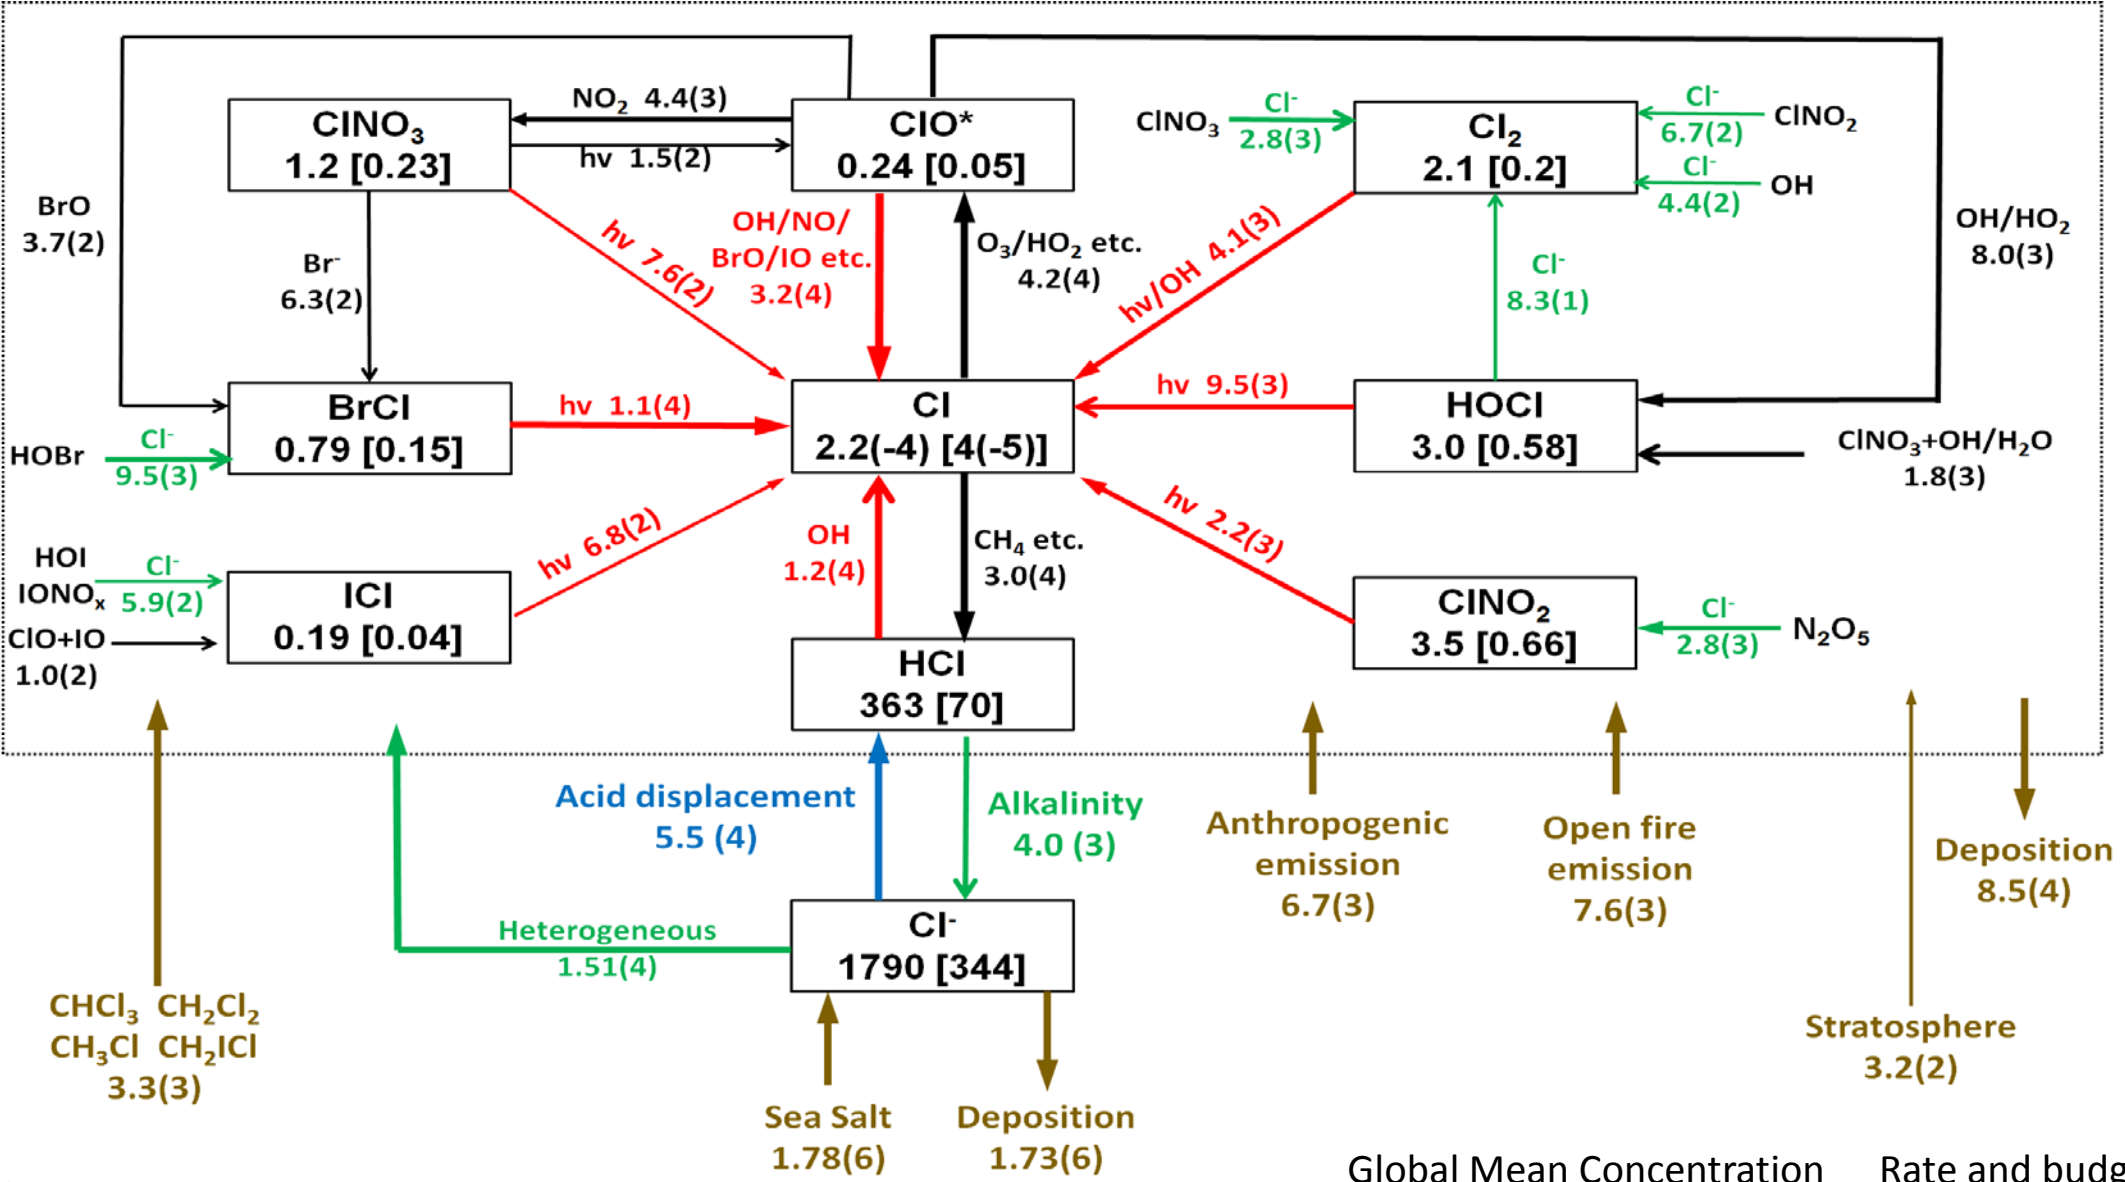 NO₂ 4.4(3)
ClNO₃
1.2 [0.23]
hv 1.5(2)
ClO*
0.24 [0.05]
ClNO₃
Cl⁻
2.8(3)
Cl₂
2.1 [0.2]
Cl⁻
6.7(2)
ClNO₂
Cl⁻
4.4(2)
OH
BrO
3.7(2)
Br⁻
6.3(2)
hv 7.6(2)
OH/NO/
BrO/IO etc.
3.2(4)
O₃/HO₂ etc.
4.2(4)
hv/OH 4.1(3)
Cl⁻
8.3(1)
OH/HO₂
8.0(3)
BrCl
0.79 [0.15]
hv 1.1(4)
Cl
2.2(-4) [4(-5)]
hv 9.5(3)
HOCl
3.0 [0.58]
ClNO₃+OH/H₂O
1.8(3)
HOBr
Cl⁻
9.5(3)
HOI
IONOₓ
Cl⁻
5.9(2)
ClO+IO
1.0(2)
ICl
0.19 [0.04]
hv 6.8(2)
OH
1.2(4)
CH₄ etc.
3.0(4)
hv 2.2(3)
ClNO₂
3.5 [0.66]
Cl⁻
2.8(3)
N₂O₅
HCl
363 [70]
Acid displacement
5.5 (4)
Alkalinity
4.0 (3)
Anthropogenic
emission
6.7(3)
Open fire
emission
7.6(3)
Deposition
8.5(4)
Heterogeneous
1.51(4)
Cl⁻
1790 [344]
CHCl₃ CH₂Cl₂
CH₃Cl CH₂ICl
3.3(3)
Stratosphere
3.2(2)
Sea Salt
1.78(6)
Deposition
1.73(6)
Global Mean Concentration
Rate and budg